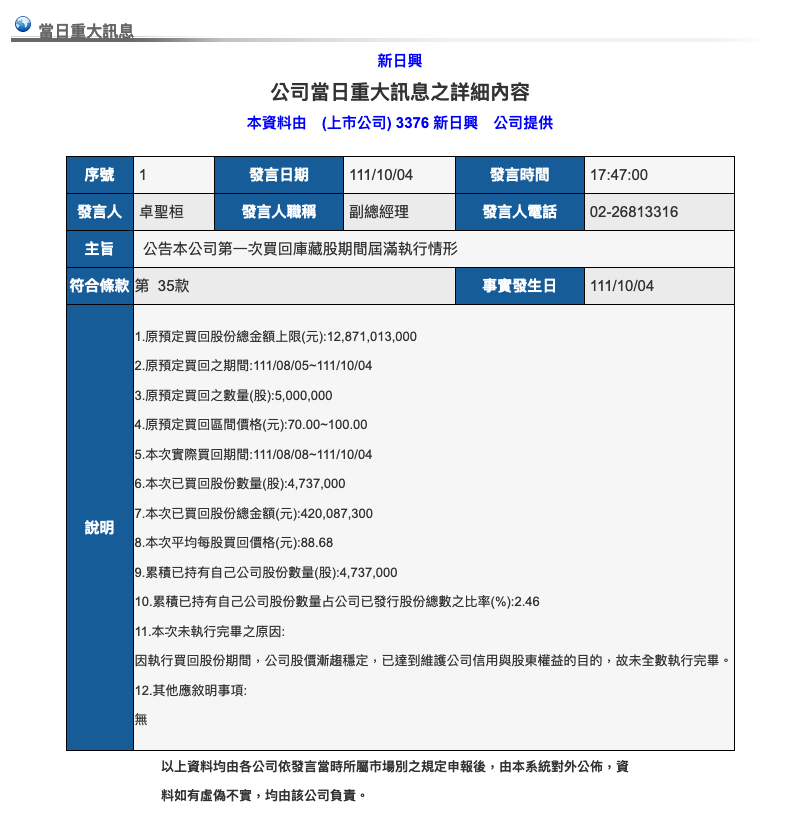 當日重大訊息
新日興
公司當日重大訊息之詳細內容
本資料由　(上市公司) 3376 新日興　公司提供
序號 1 發言日期 111/10/04 發言時間 17:47:00
發言人 卓聖桓 發言人職稱 副總經理 發言人電話 02-26813316
主旨 公告本公司第一次買回庫藏股期間屆滿執行情形
符合條款 第 35款 事實發生日 111/10/04
說明
1.原預定買回股份總金額上限(元):12,871,013,000
2.原預定買回之期間:111/08/05~111/10/04
3.原預定買回之數量(股):5,000,000
4.原預定買回區間價格(元):70.00~100.00
5.本次實際買回期間:111/08/08~111/10/04
6.本次已買回股份數量(股):4,737,000
7.本次已買回股份總金額(元):420,087,300
8.本次平均每股買回價格(元):88.68
9.累積已持有自己公司股份數量(股):4,737,000
10.累積已持有自己公司股份數量占公司已發行股份總數之比率(%):2.46
11.本次未執行完畢之原因:
因執行買回股份期間，公司股價漸趨穩定，已達到維護公司信用與股東權益的目的，故未全數執行完畢。
12.其他應敘明事項:
無
以上資料均由各公司依發言當時所屬市場別之規定申報後，由本系統對外公佈，資
料如有虛偽不實，均由該公司負責。